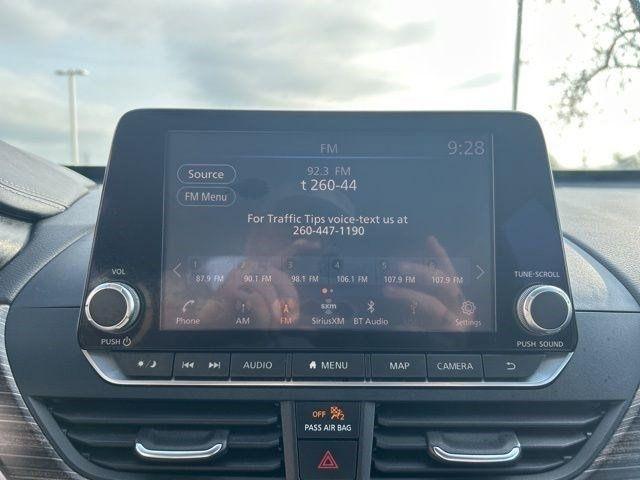 FM
9:28
Source
92.3 FM
t 260-44
FM Menu
For Traffic Tips voice-text us at
260-447-1190
1 2 3 4 5 6
87.9 FM 90.1 FM 98.1 FM 106.1 FM 107.9 FM 107.9 FM
VOL
TUNE-SCROLL
sxm
Phone AM FM SiriusXM BT Audio Settings
PUSH
PUSH SOUND
AUDIO MENU MAP CAMERA
OFF 2
PASS AIR BAG